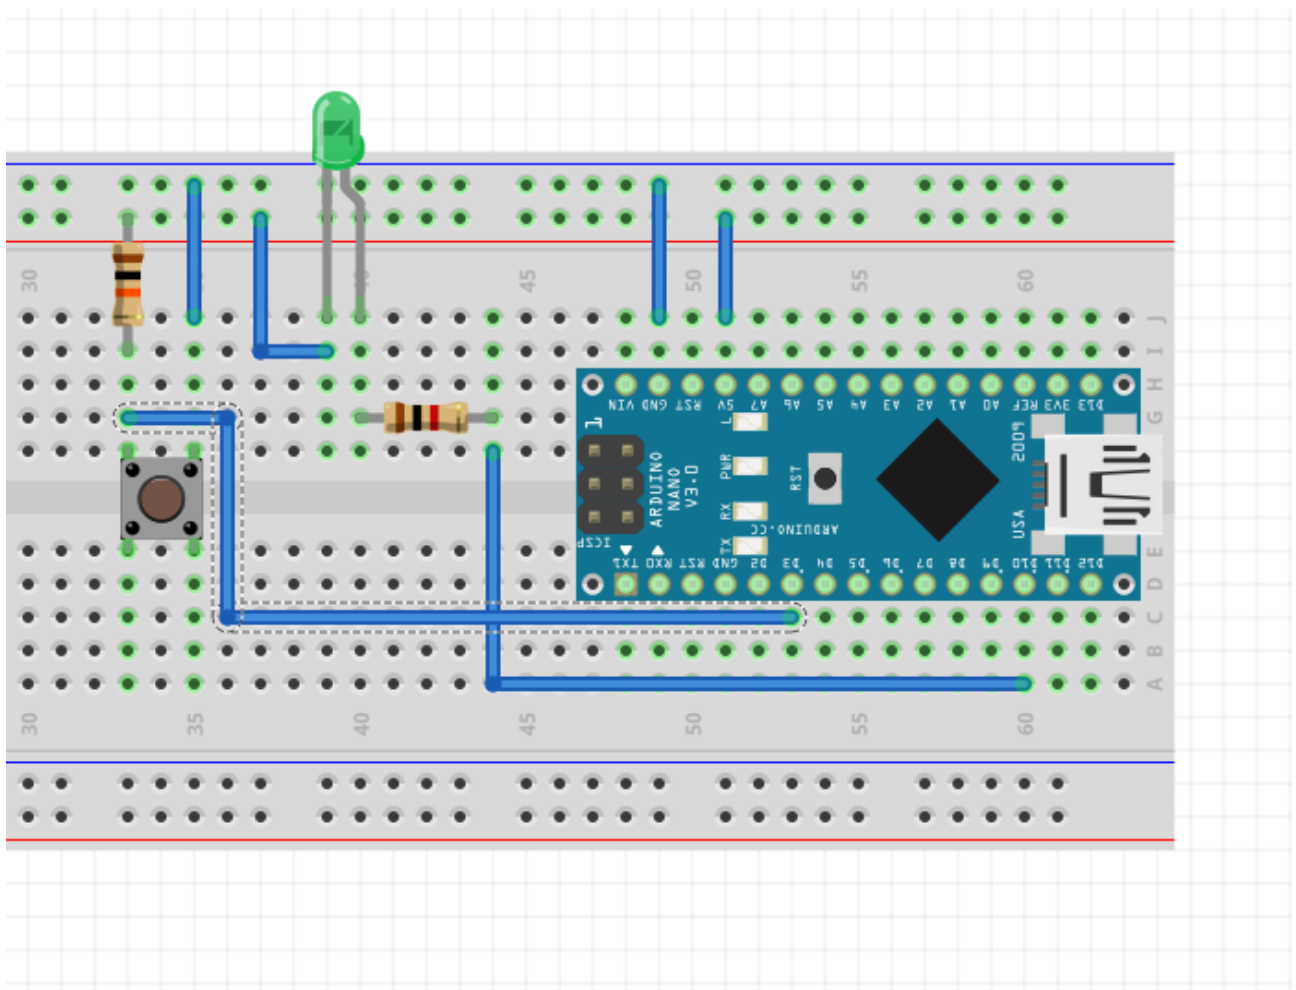 30
35
40
45
50
55
60
J
I
H
G
VIN
GND
RST
5V
A7
A6
A5
A4
A3
A2
A1
A0
REF
3V3
D13
1
L
PWR
RX
TX
ARDUINO
NANO
V3.0
ICSP
RST
ARDUINO.CC
2009
USA
TX1
RX0
RST
GND
D2
D3
D4
D5
D6
D7
D8
D9
D10
D11
D12
E
D
C
B
A
30
35
40
45
50
55
60